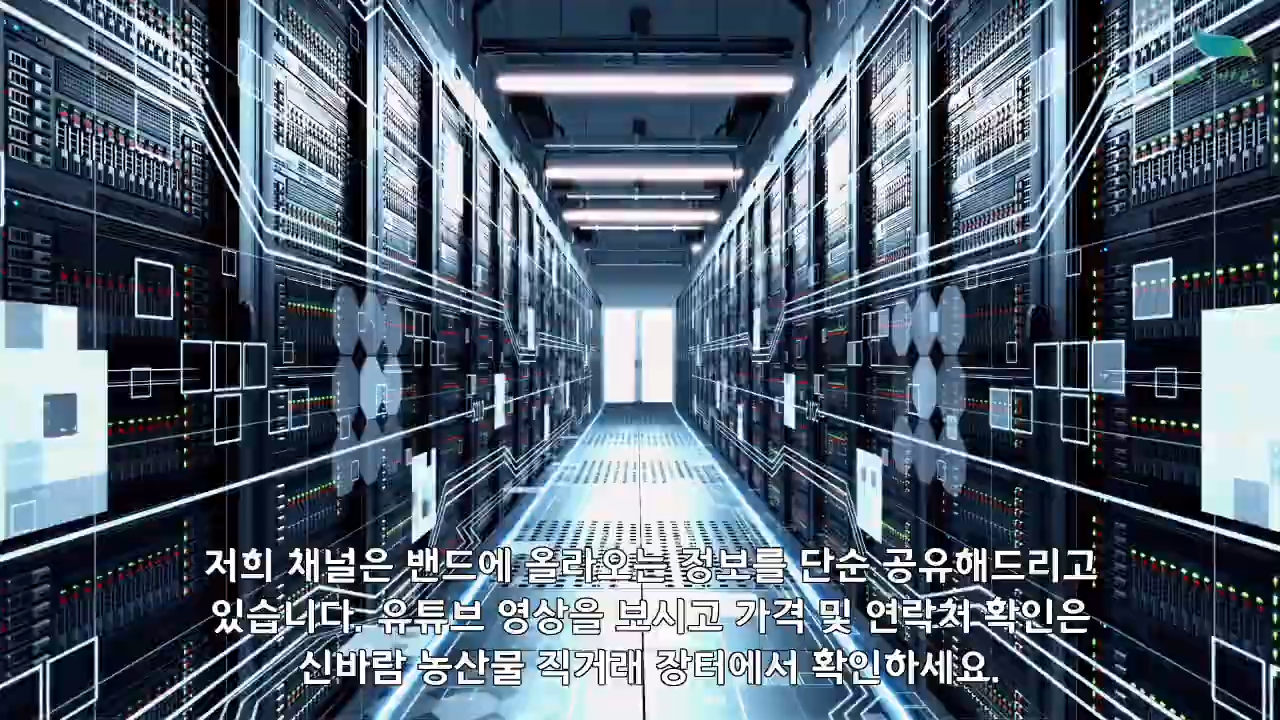 저희 채널은 밴드에 올라오는 정보를 단순 공유해드리고
있습니다. 유튜브 영상을 보시고 가격 및 연락처 확인은
신바람 농산물 직거래 장터에서 확인하세요.